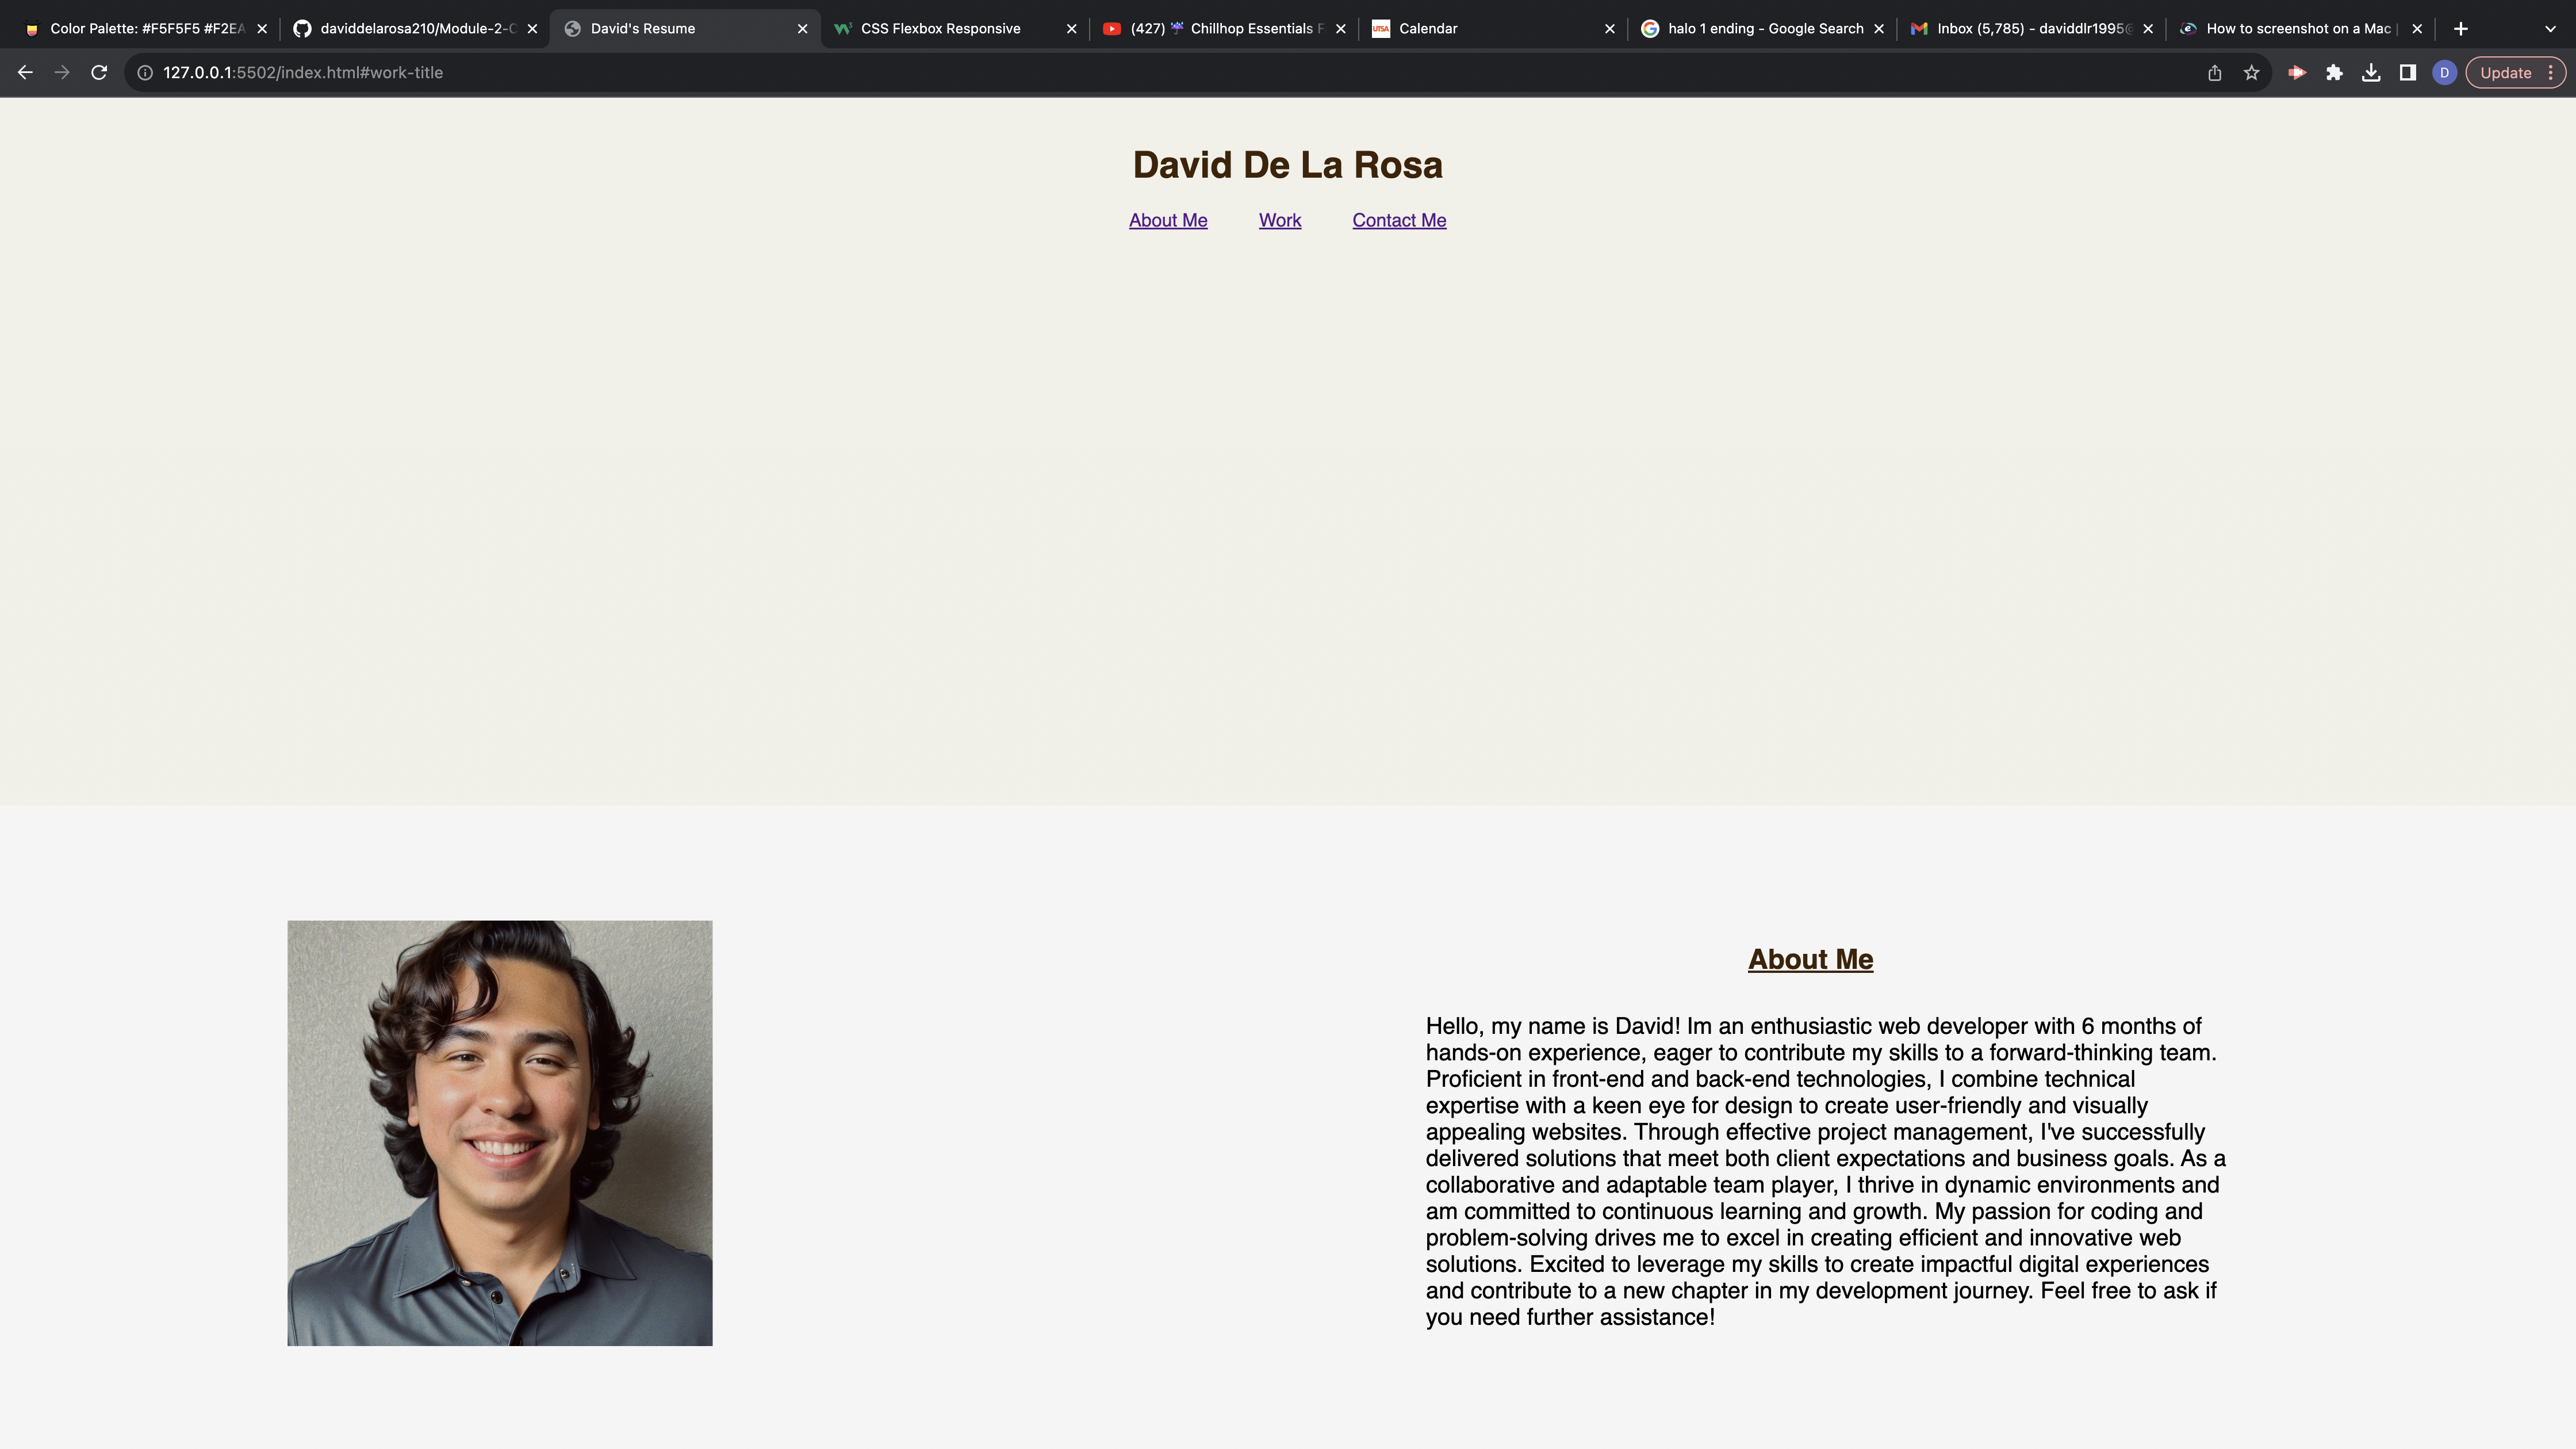 Color Palette: #F5F5F5 #F2EA
daviddelarosa210/Module-2-C
David's Resume
CSS Flexbox Responsive
(427) ☔ Chillhop Essentials F
UTSA Calendar
halo 1 ending - Google Search
Inbox (5,785) - daviddlr1995@
How to screenshot on a Mac |
127.0.0.1:5502/index.html#work-title
D
Update
David De La Rosa
About Me Work Contact Me
About Me
Hello, my name is David! Im an enthusiastic web developer with 6 months of
hands-on experience, eager to contribute my skills to a forward-thinking team.
Proficient in front-end and back-end technologies, I combine technical
expertise with a keen eye for design to create user-friendly and visually
appealing websites. Through effective project management, I've successfully
delivered solutions that meet both client expectations and business goals. As a
collaborative and adaptable team player, I thrive in dynamic environments and
am committed to continuous learning and growth. My passion for coding and
problem-solving drives me to excel in creating efficient and innovative web
solutions. Excited to leverage my skills to create impactful digital experiences
and contribute to a new chapter in my development journey. Feel free to ask if
you need further assistance!